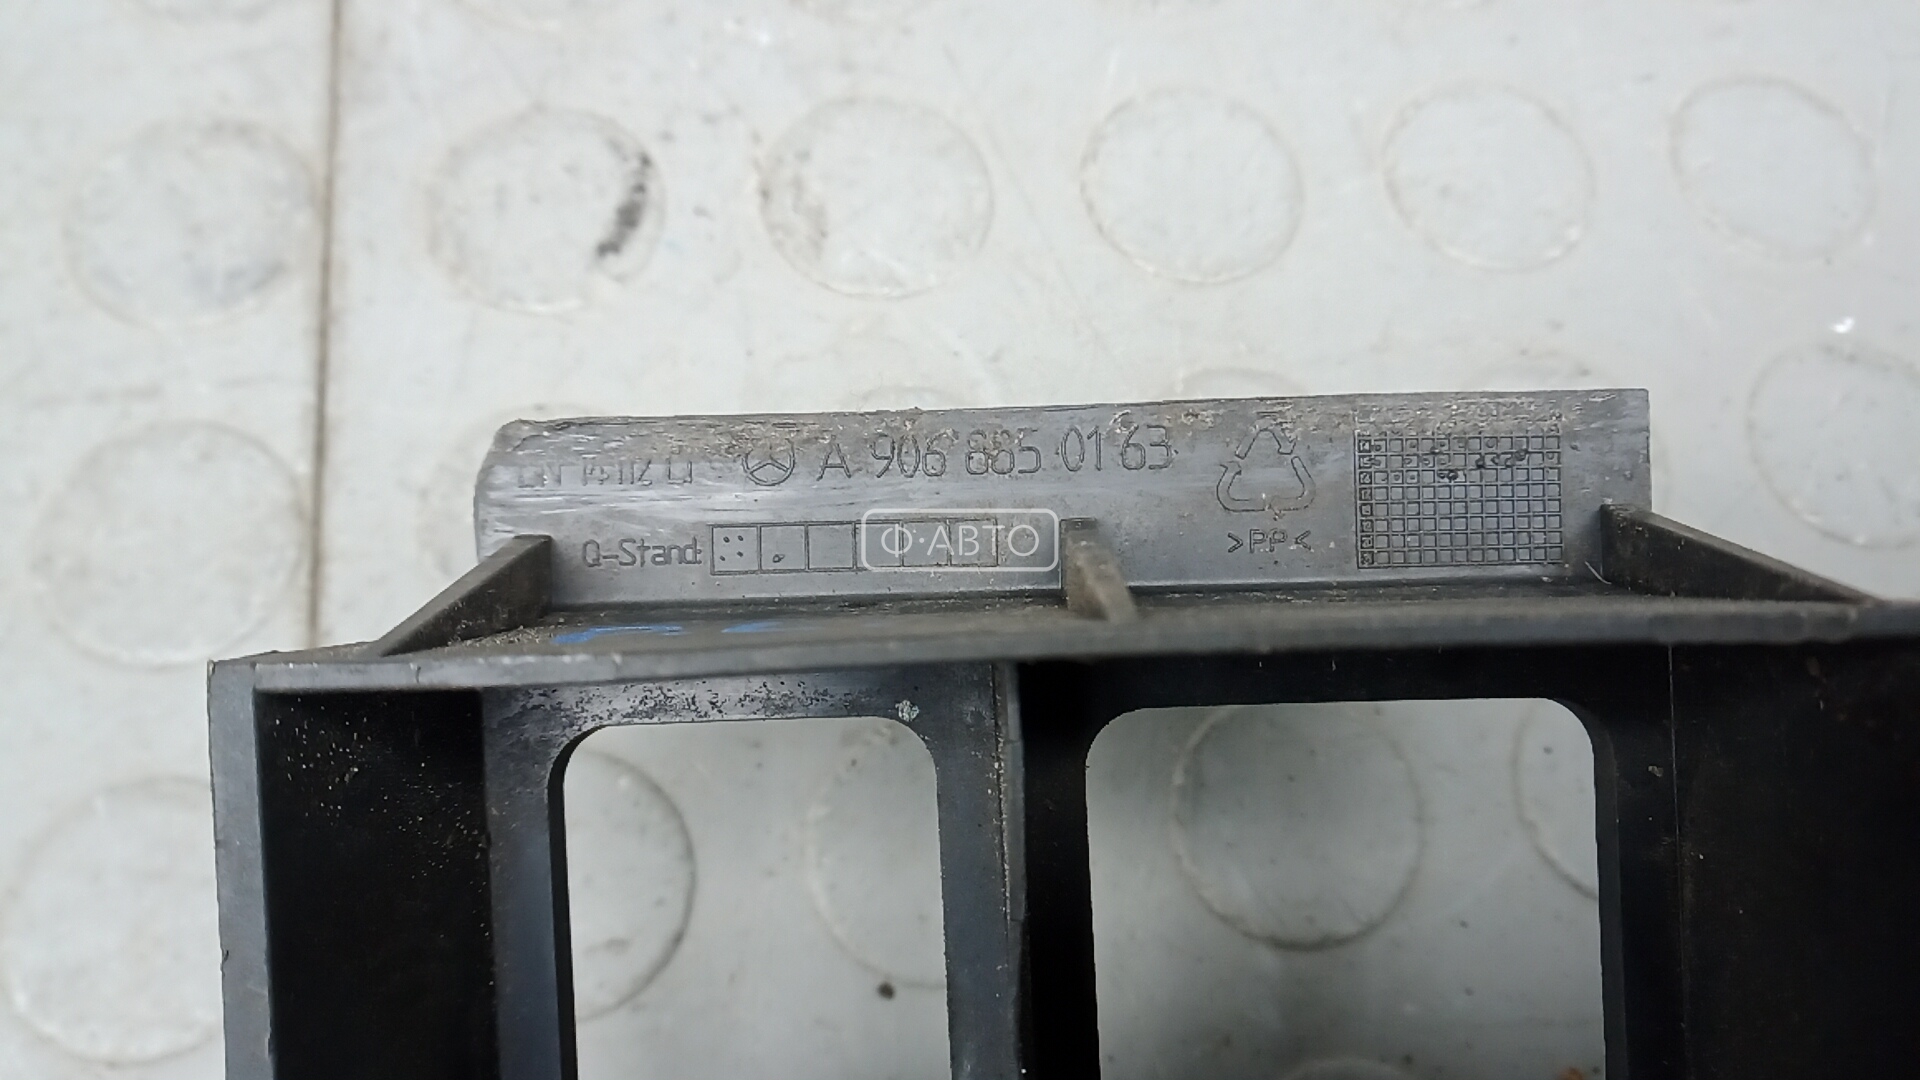 A 906 885 01 63
Q-Stand:
Ф·АВТО
>PP<